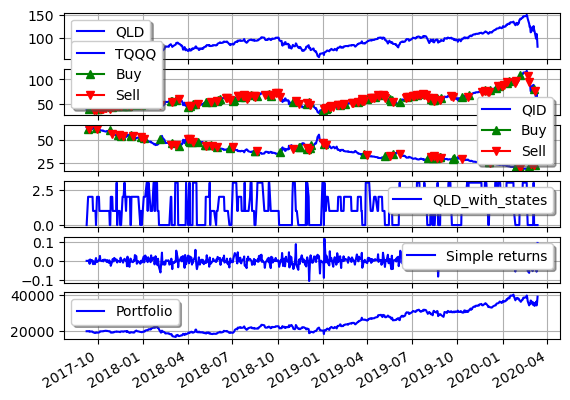 150
100
QLD
TQQQ
Buy
Sell
100
50
QID
Buy
Sell
50
25
2.5
0.0
QLD_with_states
0.1
0.0
-0.1
Simple returns
40000
20000
Portfolio
2017-10
2018-01
2018-04
2018-07
2018-10
2019-01
2019-04
2019-07
2019-10
2020-01
2020-04